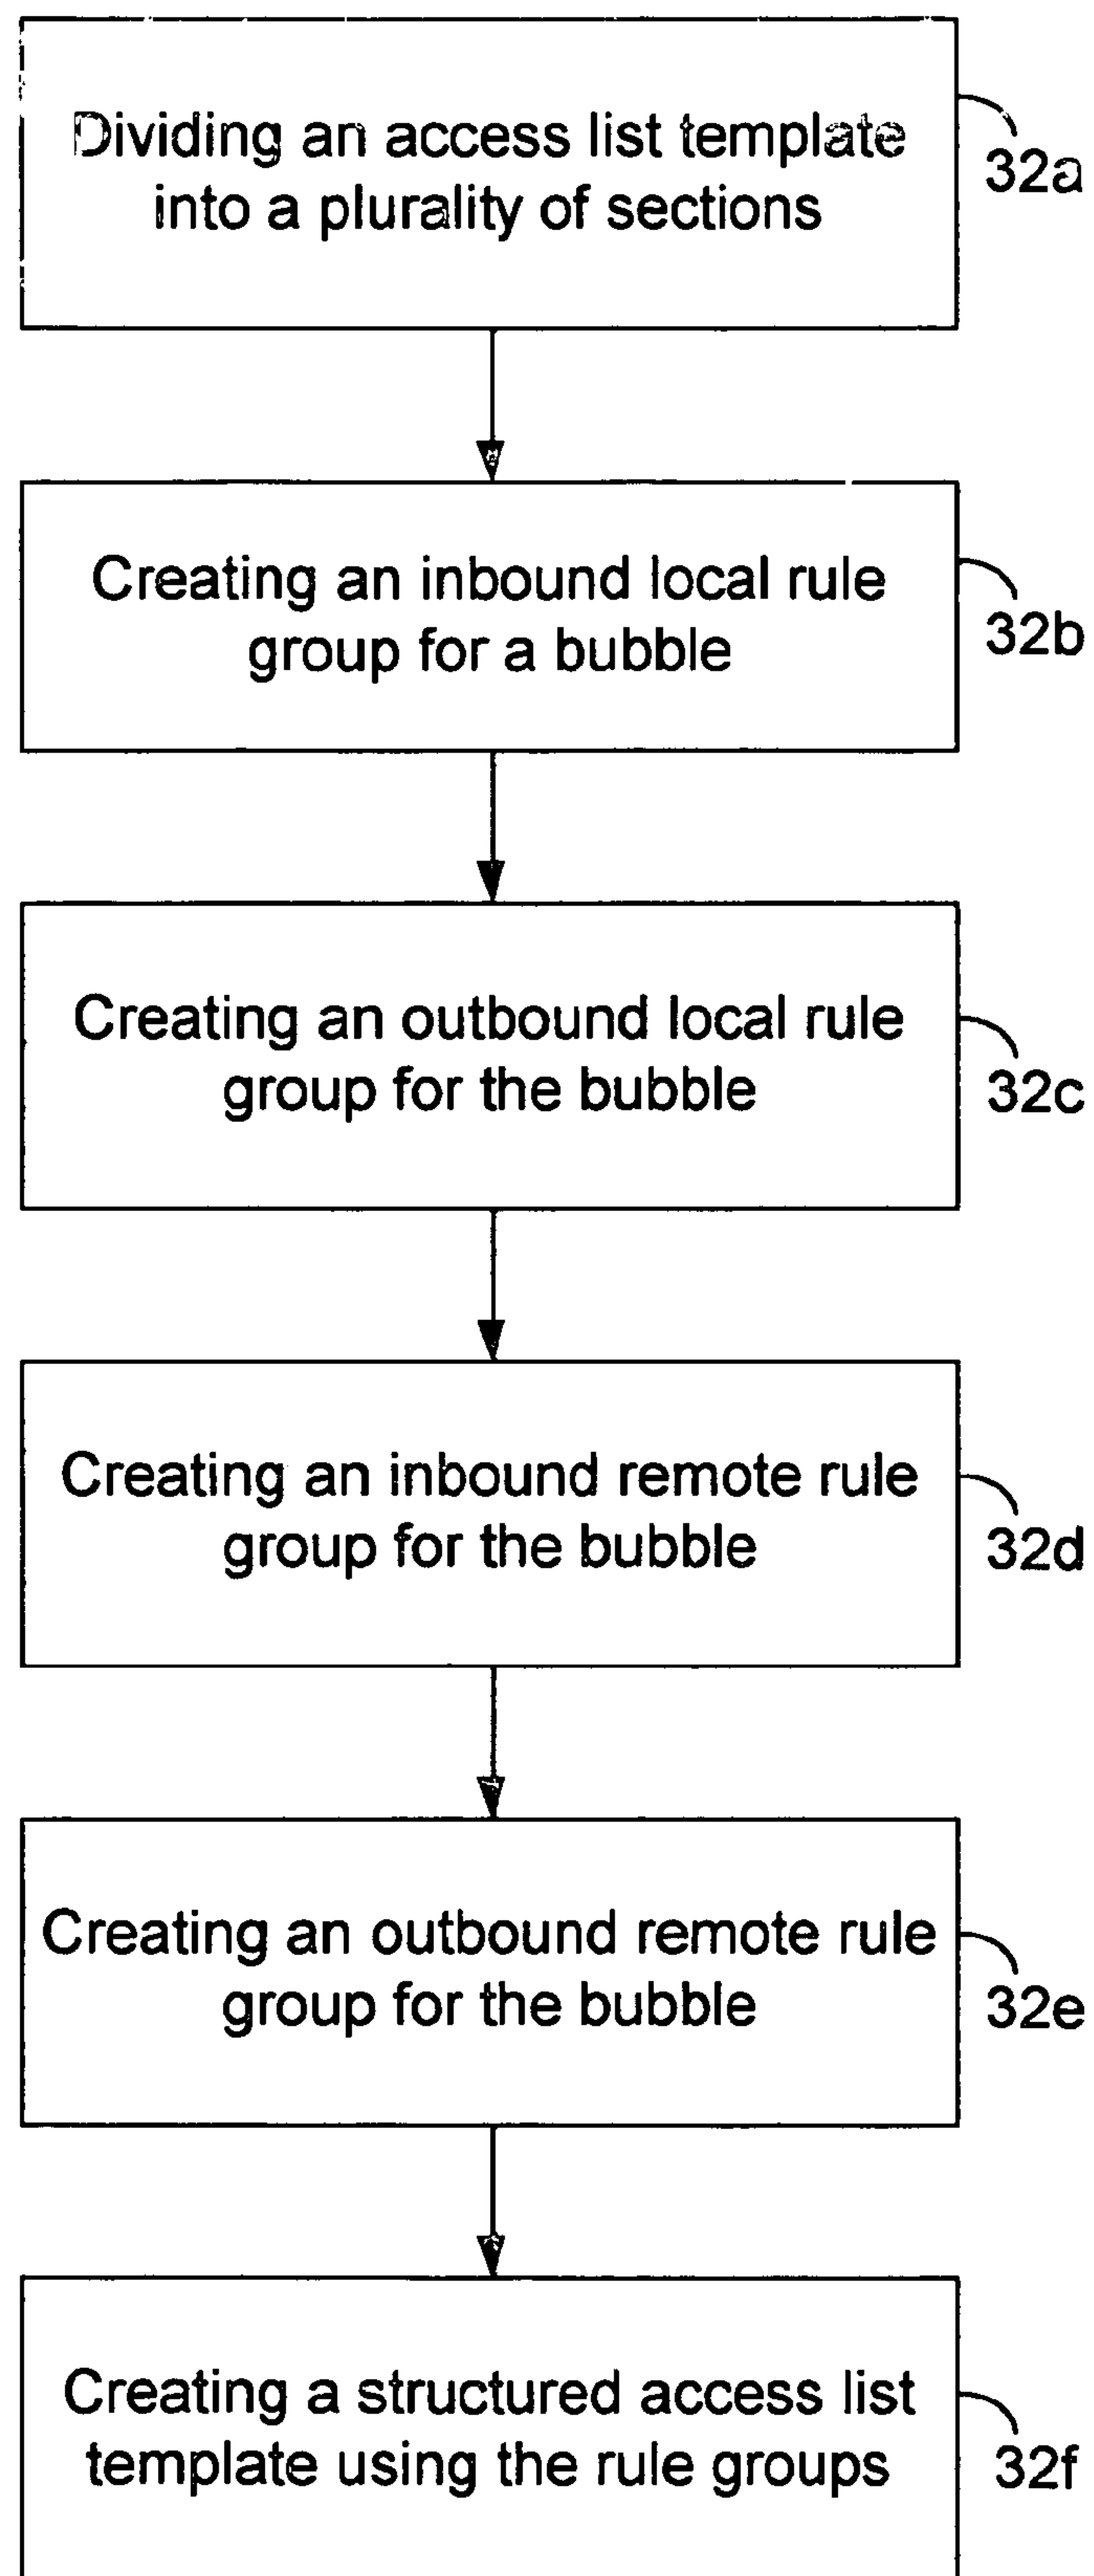 Dividing an access list template
into a plurality of sections
32a
Creating an inbound local rule
group for a bubble
32b
Creating an outbound local rule
group for the bubble
32c
Creating an inbound remote rule
group for the bubble
32d
Creating an outbound remote rule
group for the bubble
32e
Creating a structured access list
template using the rule groups
32f